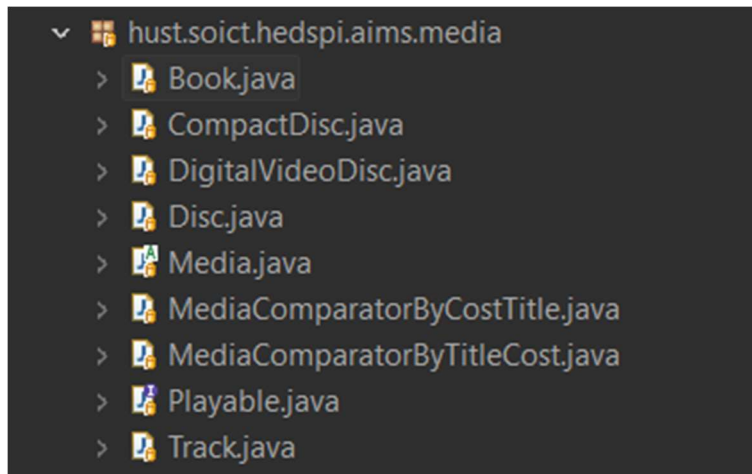 hust.soict.hedspi.aims.media
Book.java
CompactDisc.java
DigitalVideoDisc.java
Disc.java
Media.java
MediaComparatorByCostTitle.java
MediaComparatorByTitleCost.java
Playable.java
Track.java